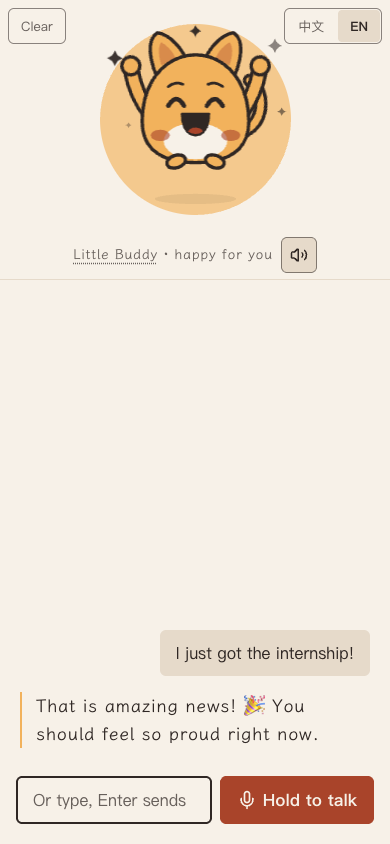 Clear
中文 EN
Little Buddy • happy for you
I just got the internship!
That is amazing news! 🎉 You
should feel so proud right now.
Or type, Enter sends
Hold to talk